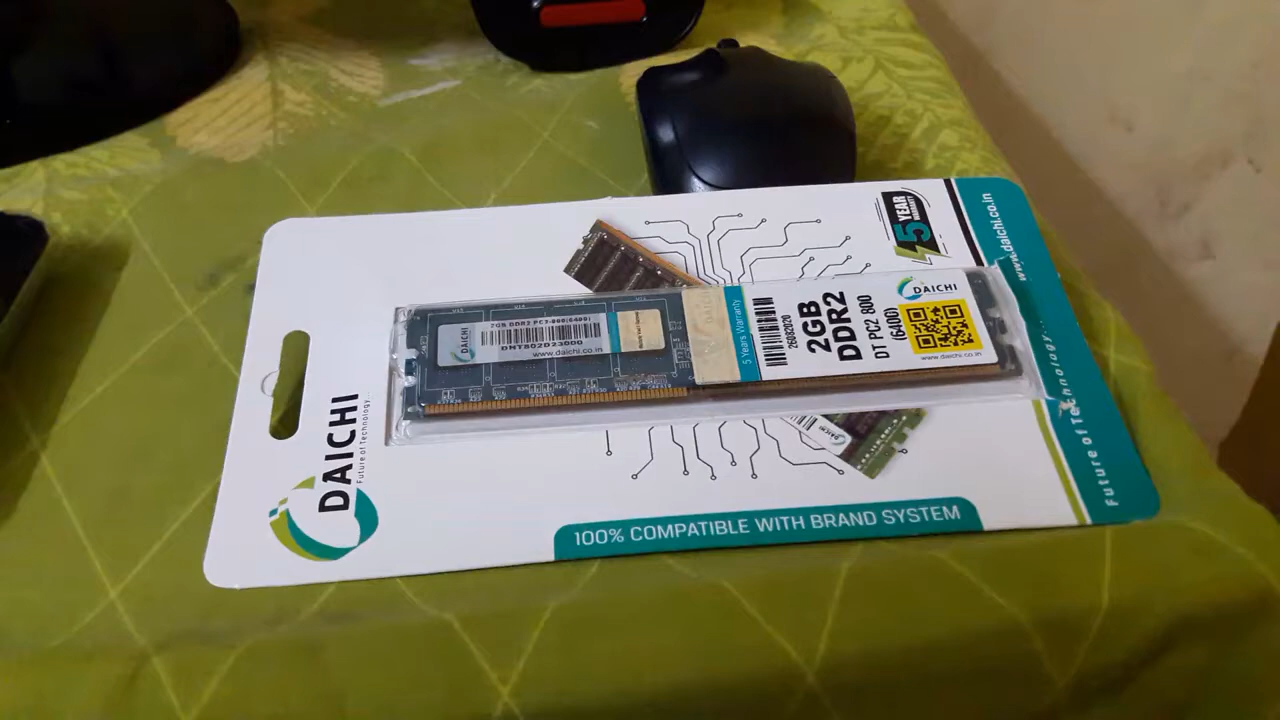 5 YEAR
WARRANTY
www.daichi.co.in
DAICHI
Future of Technology...
2GB DDR2 PC2-800(6400)
www.daichi.co.in
DAICHI
5 Years Warranty
26082020
2GB
DDR2
DT PC2 800
(6400)
DAICHI
www.daichi.co.in
100% COMPATIBLE WITH BRAND SYSTEM
Future of Technology...